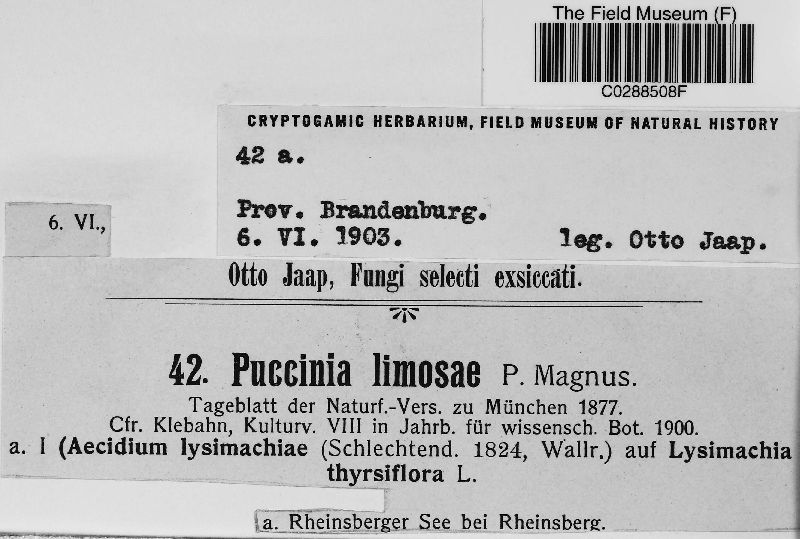 The Field Museum (F)
C0288508F
CRYPTOGAMIC HERBARIUM, FIELD MUSEUM OF NATURAL HISTORY
42 a.
Prov. Brandenburg.
6. VI. 1903. leg. Otto Jaap.
6. VI.,
Otto Jaap, Fungi selecti exsiccati.
42. Puccinia limosae P. Magnus.
Tageblatt der Naturf.-Vers. zu München 1877.
Cfr. Klebahn, Kulturv. VIII in Jahrb. für wissensch. Bot. 1900.
a. I (Aecidium lysimachiae (Schlechtend. 1824, Wallr.) auf Lysimachia
thyrsiflora L.
a. Rheinsberger See bei Rheinsberg.